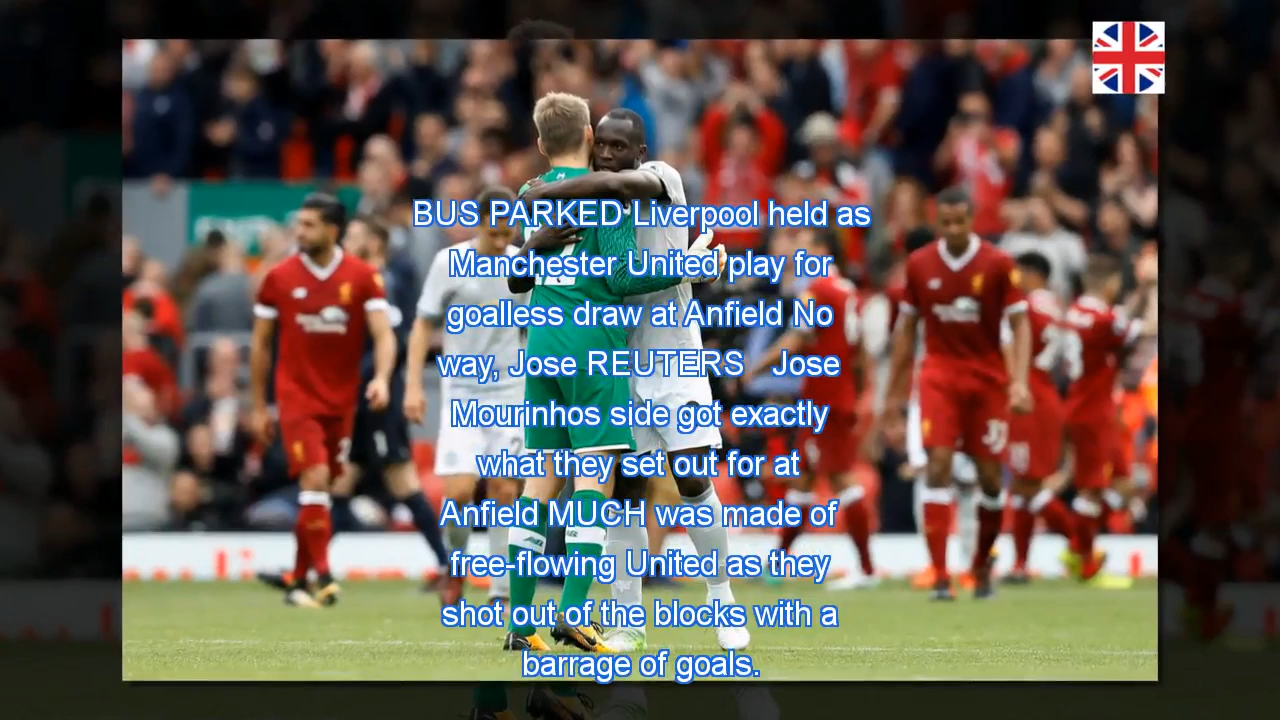 BUS PARKED Liverpool held as
Manchester United play for
goalless draw at Anfield No
way, Jose REUTERS Jose
Mourinhos side got exactly
what they set out for at
Anfield MUCH was made of
free-flowing United as they
shot out of the blocks with a
barrage of goals.